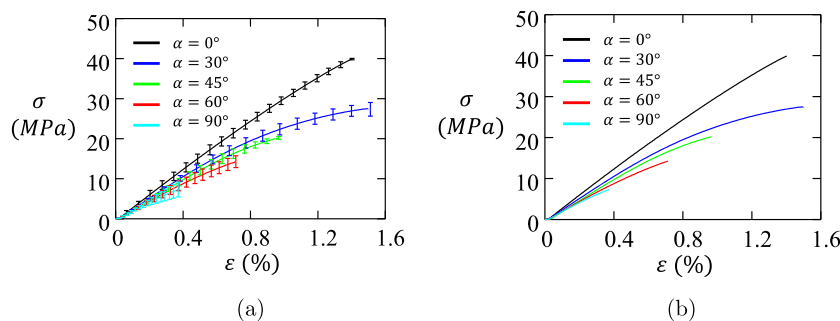 50
α = 0°
α = 30°
α = 45°
α = 60°
α = 90°
40
30
20
10
0
σ
(MPa)
0
0.4
0.8
1.2
1.6
ε (%)
(a)
50
α = 0°
α = 30°
α = 45°
α = 60°
α = 90°
40
30
20
10
0
σ
(MPa)
0
0.4
0.8
1.2
1.6
ε (%)
(b)